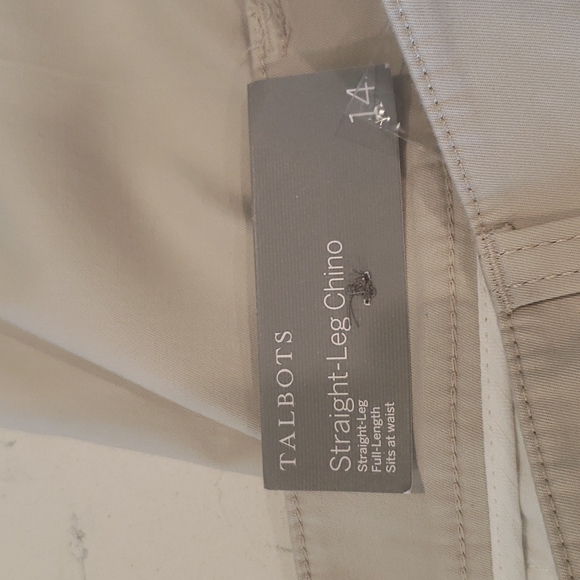 TALBOTS
Straight-Leg Chino
Straight-Leg
Full-Length
Sits at waist
14